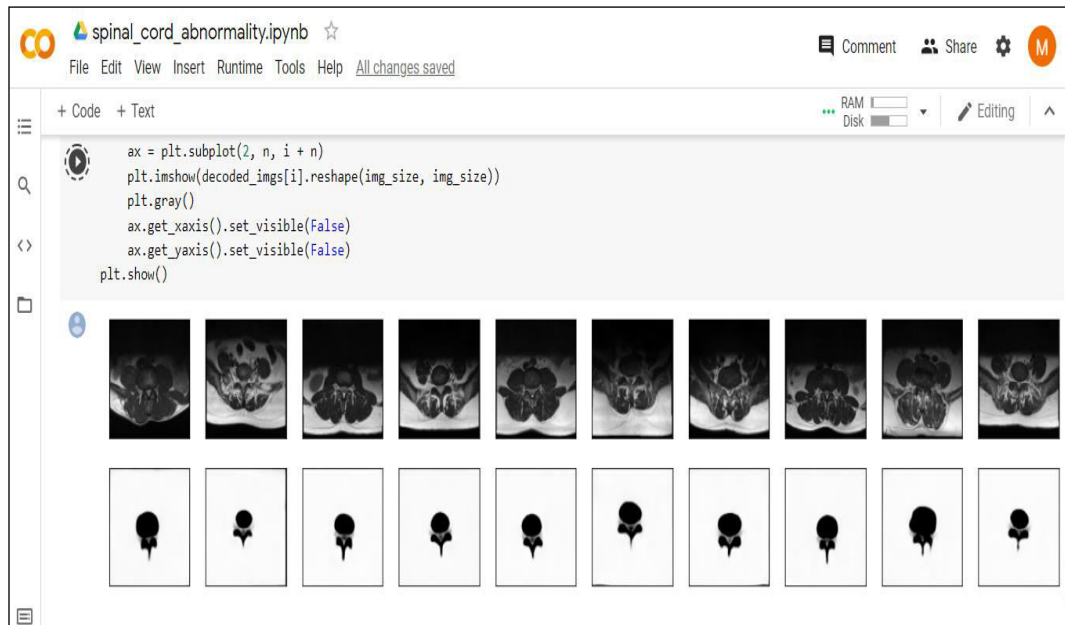 spinal_cord_abnormality.ipynb
Comment Share M
File Edit View Insert Runtime Tools Help All changes saved
+ Code + Text
RAM
Disk
Editing
ax = plt.subplot(2, n, i + n)
plt.imshow(decoded_imgs[i].reshape(img_size, img_size))
plt.gray()
ax.get_xaxis().set_visible(False)
ax.get_yaxis().set_visible(False)
plt.show()